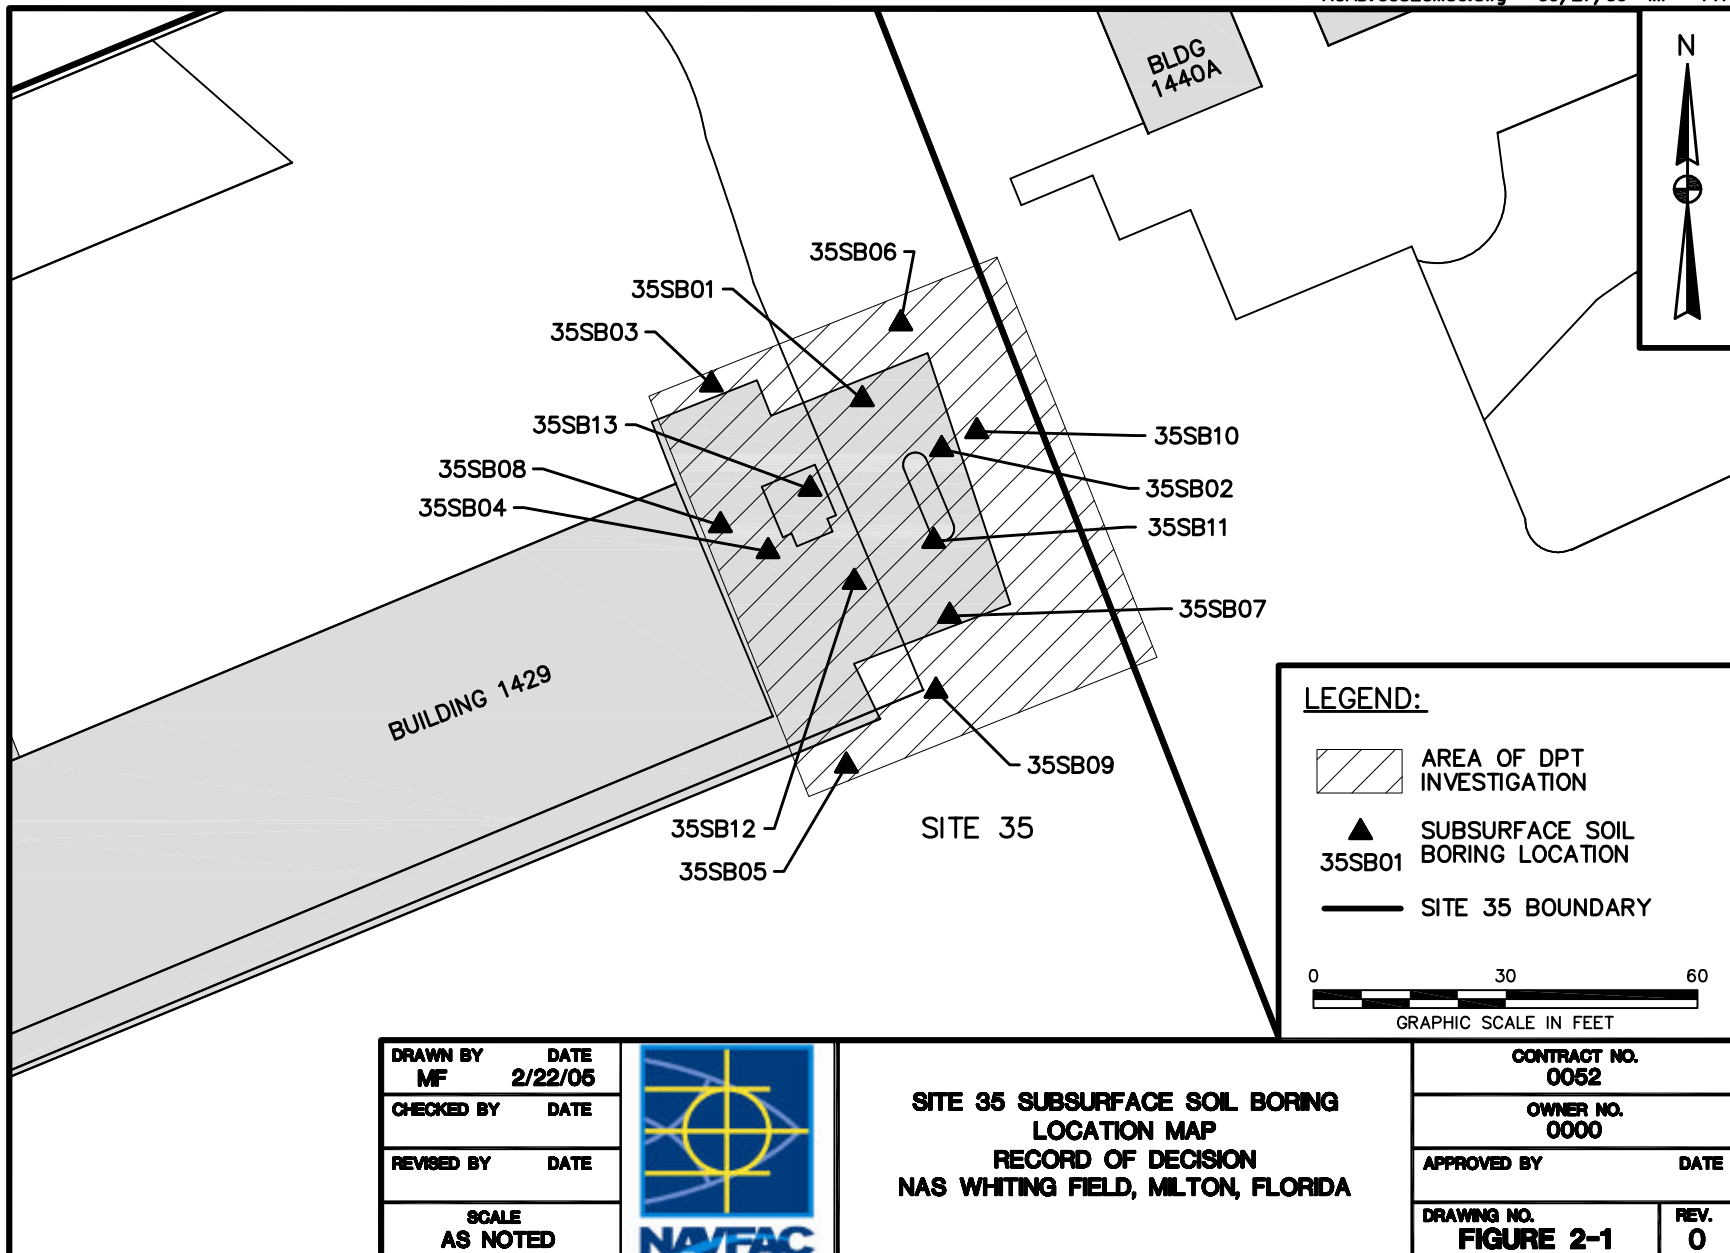 N
BLDG
1440A
35SB06
35SB01
35SB03
35SB13
35SB08
35SB04
35SB10
35SB02
35SB11
35SB07
35SB09
35SB12
35SB05
BUILDING 1429
SITE 35
LEGEND:
AREA OF DPT
INVESTIGATION
SUBSURFACE SOIL
35SB01 BORING LOCATION
SITE 35 BOUNDARY
0 30 60
GRAPHIC SCALE IN FEET
DRAWN BY DATE
MF 2/22/05
CHECKED BY DATE
REVISED BY DATE
SCALE
AS NOTED
NAVFAC
SITE 35 SUBSURFACE SOIL BORING
LOCATION MAP
RECORD OF DECISION
NAS WHITING FIELD, MILTON, FLORIDA
CONTRACT NO.
0052
OWNER NO.
0000
APPROVED BY DATE
DRAWING NO.
FIGURE 2-1
REV.
0